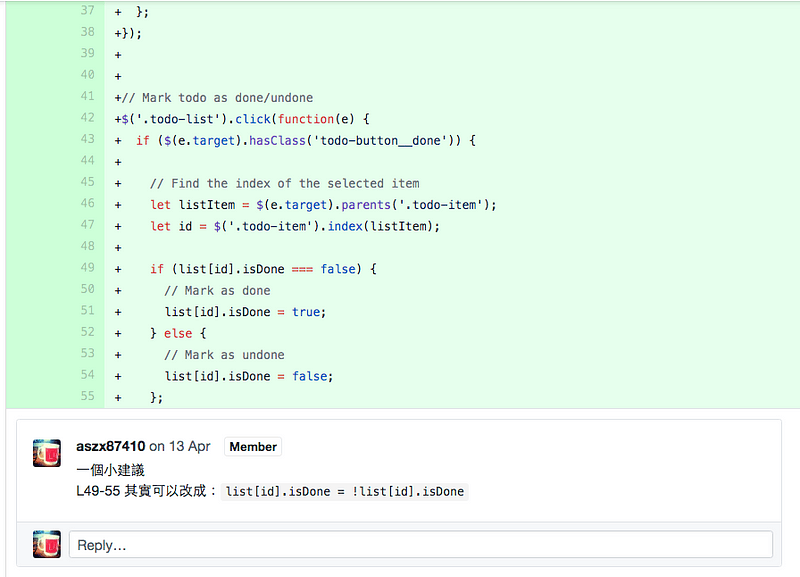 37 + };
38 +});
39 +
40 +
41 +// Mark todo as done/undone
42 +$('.todo-list').click(function(e) {
43 + if ($(e.target).hasClass('todo-button__done')) {
44 +
45 + // Find the index of the selected item
46 + let listItem = $(e.target).parents('.todo-item');
47 + let id = $('.todo-item').index(listItem);
48 +
49 + if (list[id].isDone === false) {
50 + // Mark as done
51 + list[id].isDone = true;
52 + } else {
53 + // Mark as undone
54 + list[id].isDone = false;
55 + };
aszx87410 on 13 Apr Member
一個小建議
L49-55 其實可以改成：list[id].isDone = !list[id].isDone
Reply…